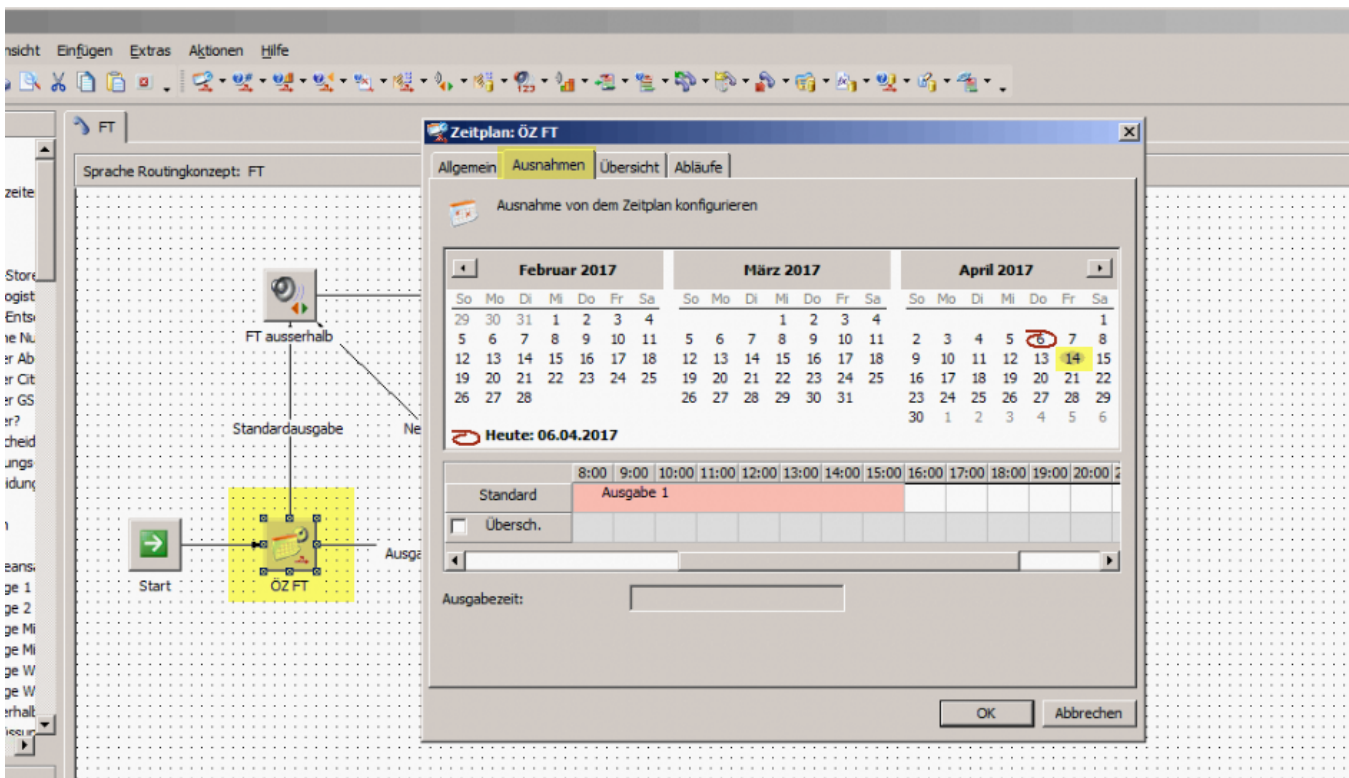 nsicht Einfügen Extras Aktionen Hilfe
123
FT
Zeitplan: ÖZ FT
Allgemein Ausnahmen Übersicht Abläufe
Sprache Routingkonzept: FT
Ausnahme von dem Zeitplan konfigurieren
zeite
-Store
ogist
Entsc
ne Nu
er Ab
er Cit
er GS
er?
cheid
ungs-
idung
eans
ge 1
ge 2
ge Mi
ge Mi
ge W
ge W
erhalb
ssun
FT ausserhalb
Standardausgabe
Ne
Start
ÖZ FT
Ausga
Februar 2017 März 2017 April 2017
So Mo Di Mi Do Fr Sa So Mo Di Mi Do Fr Sa So Mo Di Mi Do Fr Sa
29 30 31 1 2 3 4 1 2 3 4 1
5 6 7 8 9 10 11 5 6 7 8 9 10 11 2 3 4 5 6 7 8
12 13 14 15 16 17 18 12 13 14 15 16 17 18 9 10 11 12 13 14 15
19 20 21 22 23 24 25 19 20 21 22 23 24 25 16 17 18 19 20 21 22
26 27 28 26 27 28 29 30 31 23 24 25 26 27 28 29
30 1 2 3 4 5 6
Heute: 06.04.2017
8:00 9:00 10:00 11:00 12:00 13:00 14:00 15:00 16:00 17:00 18:00 19:00 20:00 2
Standard Ausgabe 1
Übersch.
Ausgabezeit:
OK Abbrechen